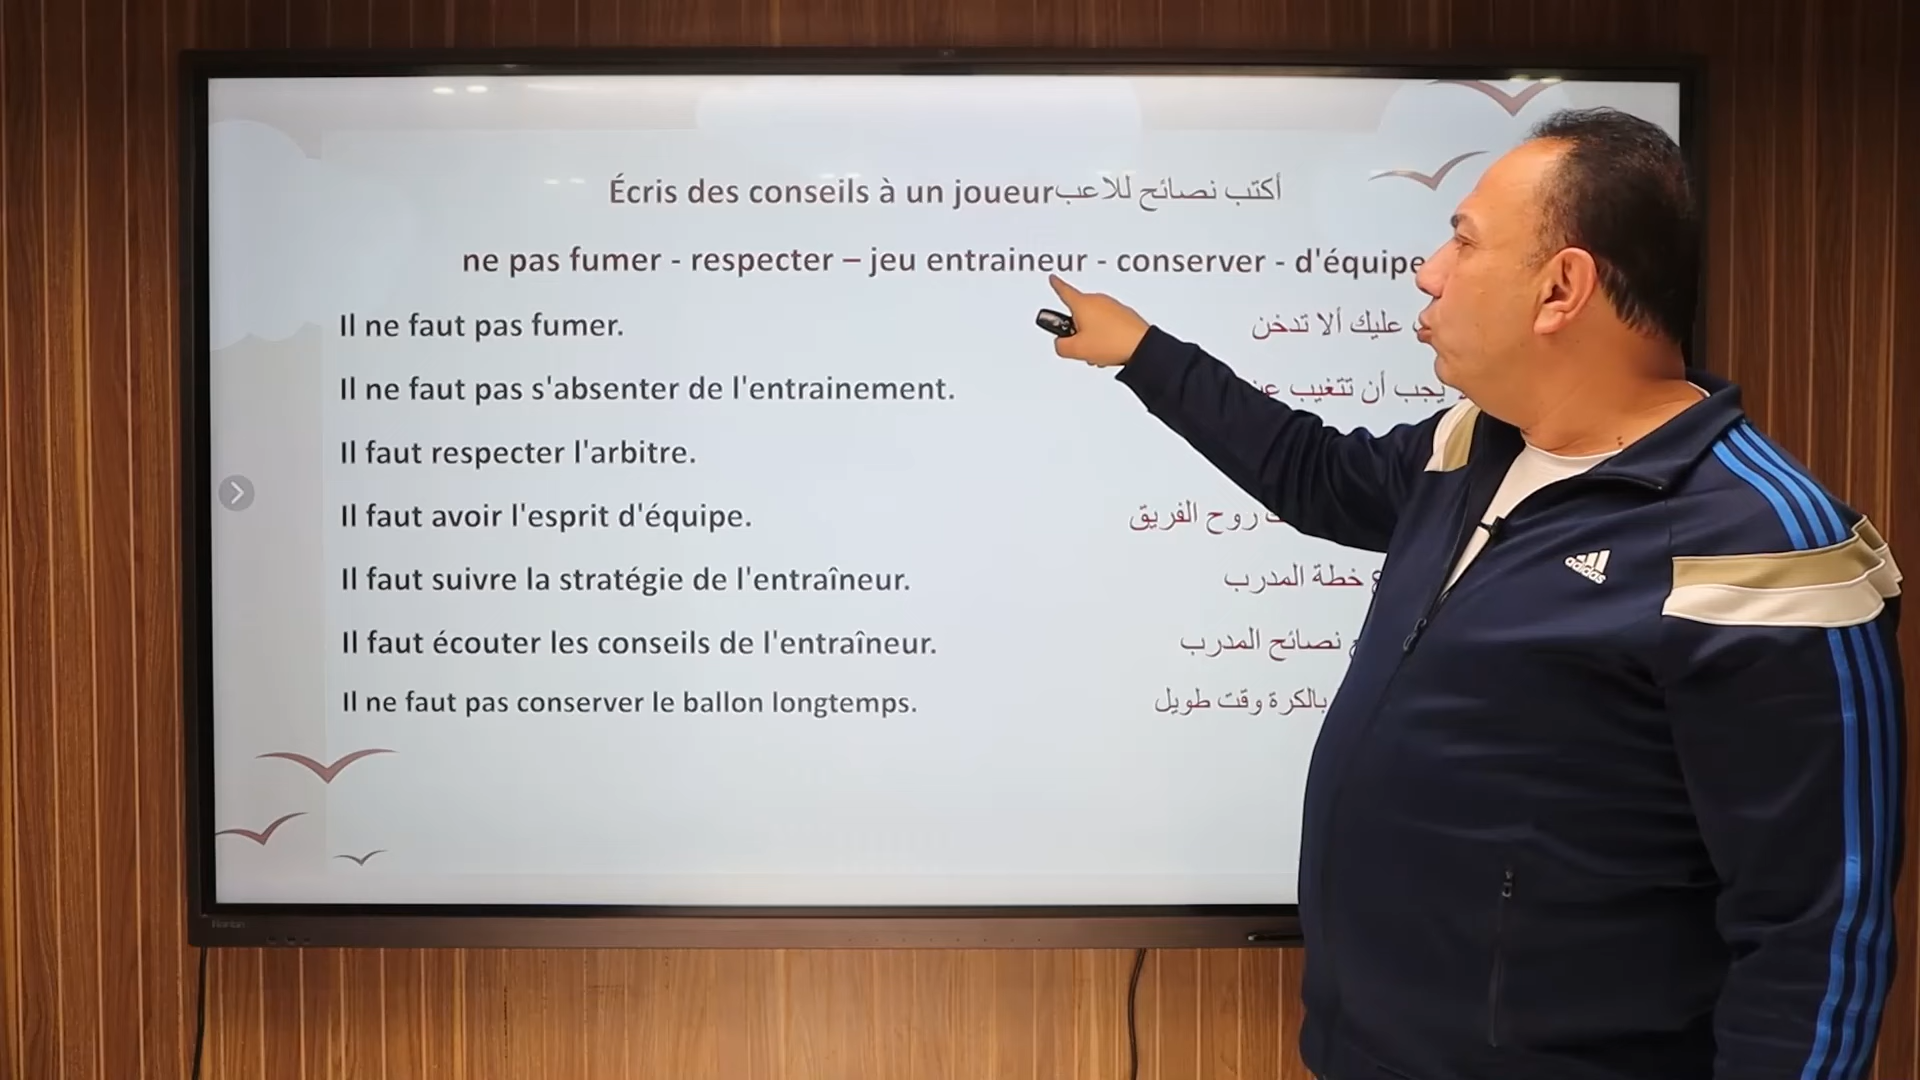 Écris des conseils à un joueur أكتب نصائح للاعب
ne pas fumer - respecter – jeu entraineur - conserver - d'équipe
Il ne faut pas fumer. عليك ألا تدخن
Il ne faut pas s'absenter de l'entrainement. يجب أن تتغيب
Il faut respecter l'arbitre.
Il faut avoir l'esprit d'équipe. روح الفريق
Il faut suivre la stratégie de l'entraîneur. خطة المدرب
Il faut écouter les conseils de l'entraîneur. نصائح المدرب
Il ne faut pas conserver le ballon longtemps. بالكرة وقت طويل
adidas